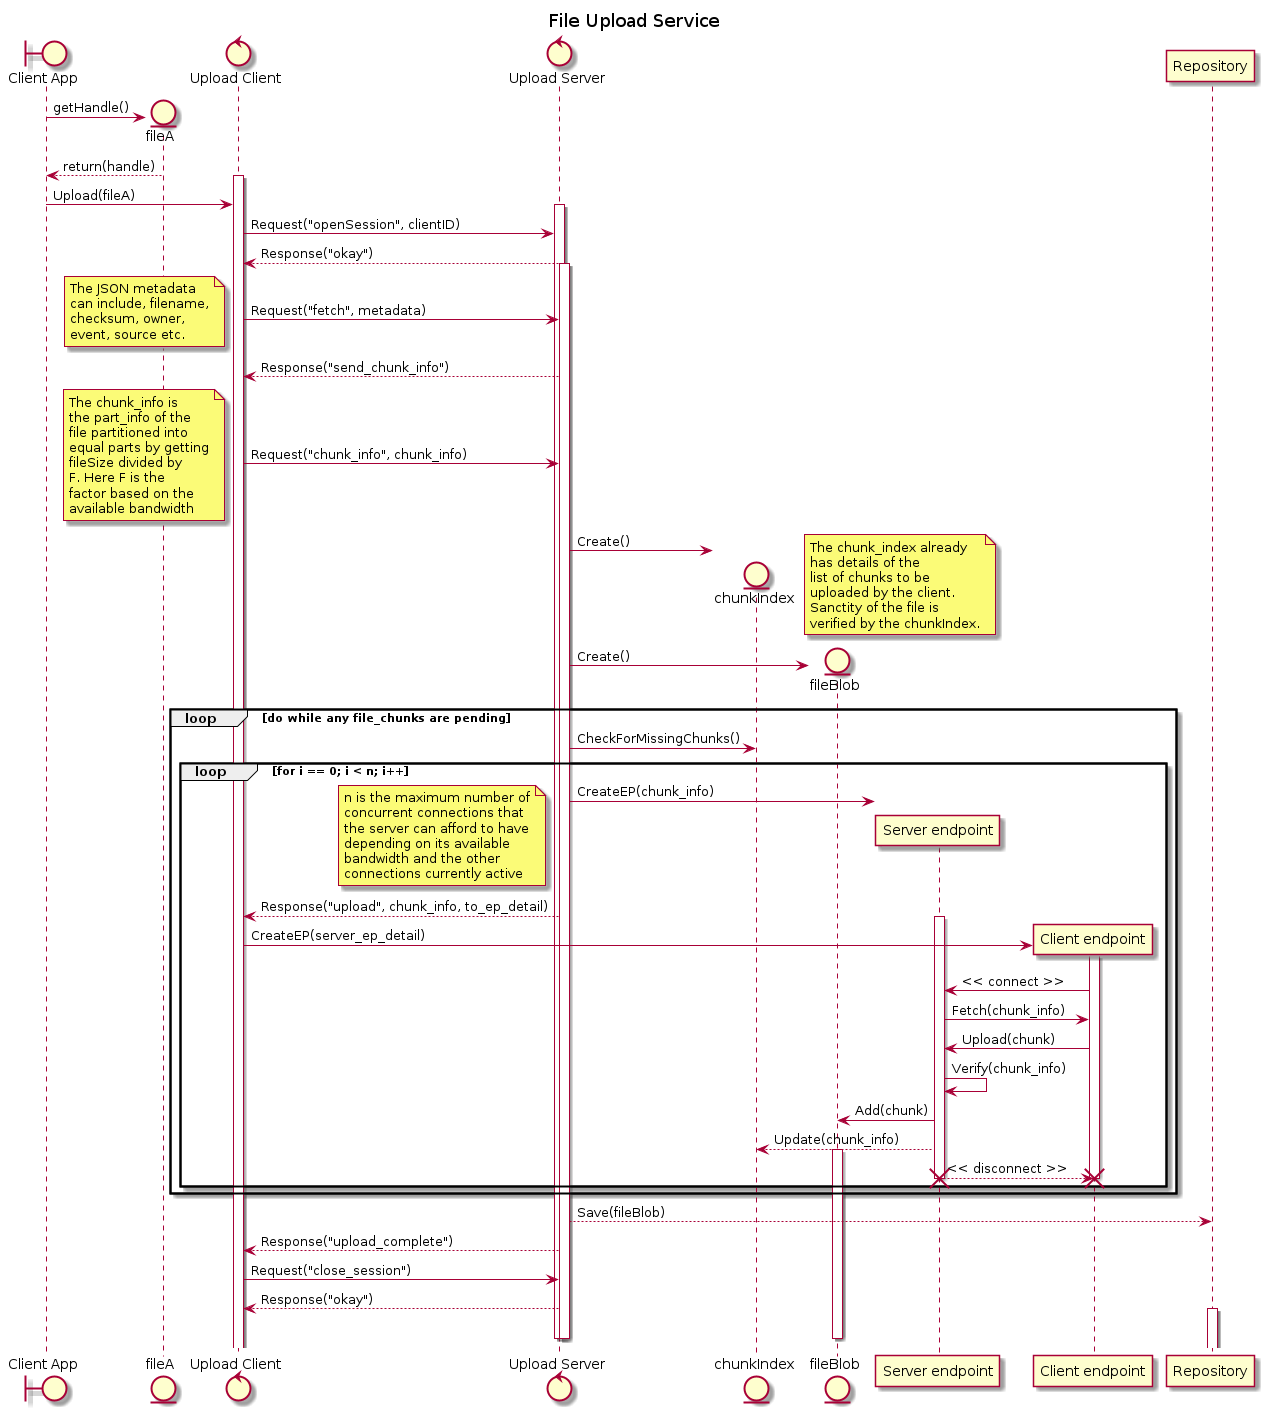 File Upload Service
Client App
Upload Client
Upload Server
Repository
getHandle()
fileA
return(handle)
Upload(fileA)
Request("openSession", clientID)
Response("okay")
The JSON metadata
can include, filename,
checksum, owner,
event, source etc.
Request("fetch", metadata)
Response("send_chunk_info")
The chunk_info is
the part_info of the
file partitioned into
equal parts by getting
fileSize divided by
F. Here F is the
factor based on the
available bandwidth
Request("chunk_info", chunk_info)
Create()
chunkIndex
The chunk_index already
has details of the
list of chunks to be
uploaded by the client.
Sanctity of the file is
verified by the chunkIndex.
Create()
fileBlob
loop [do while any file_chunks are pending]
CheckForMissingChunks()
loop [for i == 0; i < n; i++]
n is the maximum number of
concurrent connections that
the server can afford to have
depending on its available
bandwidth and the other
connections currently active
CreateEP(chunk_info)
Server endpoint
Response("upload", chunk_info, to_ep_detail)
CreateEP(server_ep_detail)
Client endpoint
<< connect >>
Fetch(chunk_info)
Upload(chunk)
Verify(chunk_info)
Add(chunk)
Update(chunk_info)
<< disconnect >>
Save(fileBlob)
Response("upload_complete")
Request("close_session")
Response("okay")
Client App
fileA
Upload Client
Upload Server
chunkIndex
fileBlob
Server endpoint
Client endpoint
Repository